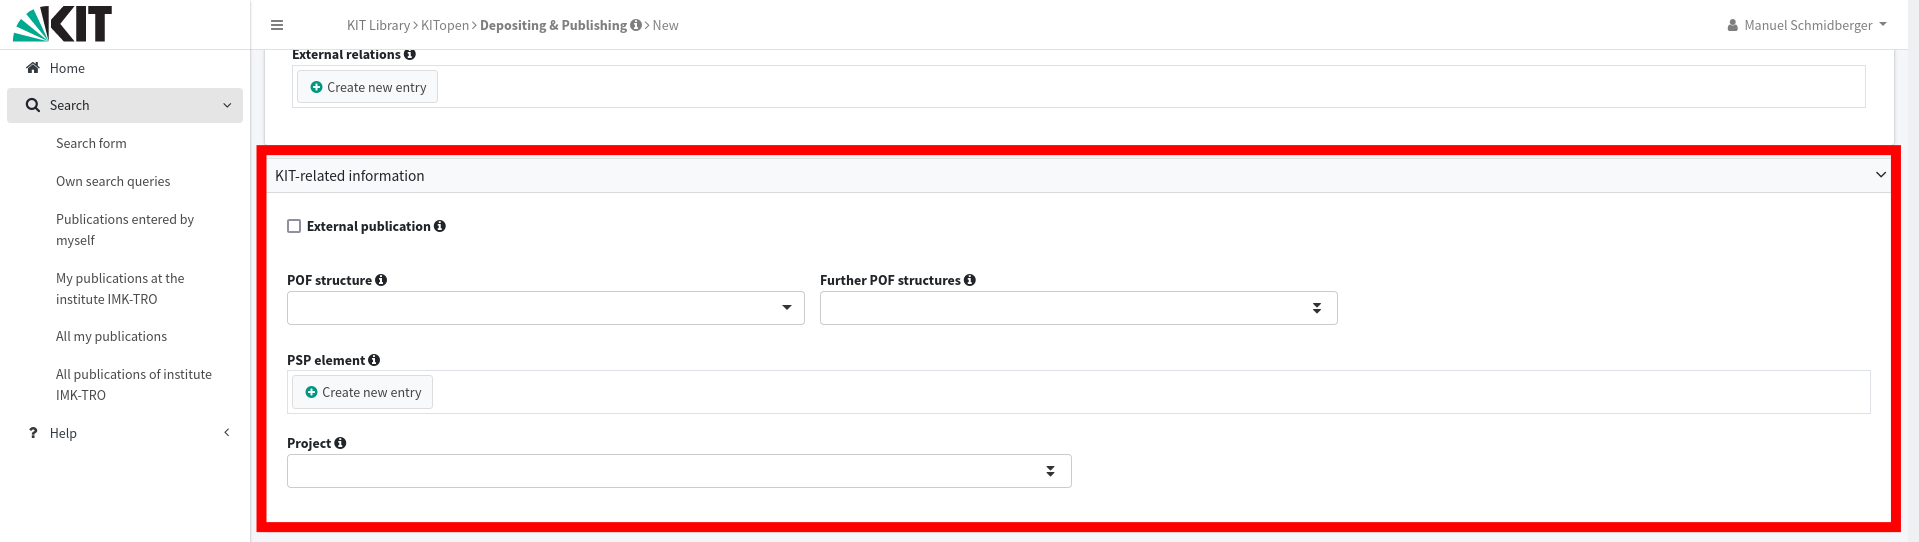 KIT
KIT Library > KITopen > Depositing & Publishing > New
Manuel Schmidberger
Home
Search
Search form
Own search queries
Publications entered by
myself
My publications at the
institute IMK-TRO
All my publications
All publications of institute
IMK-TRO
? Help
External relations
Create new entry
KIT-related information
External publication
POF structure
Further POF structures
PSP element
Create new entry
Project